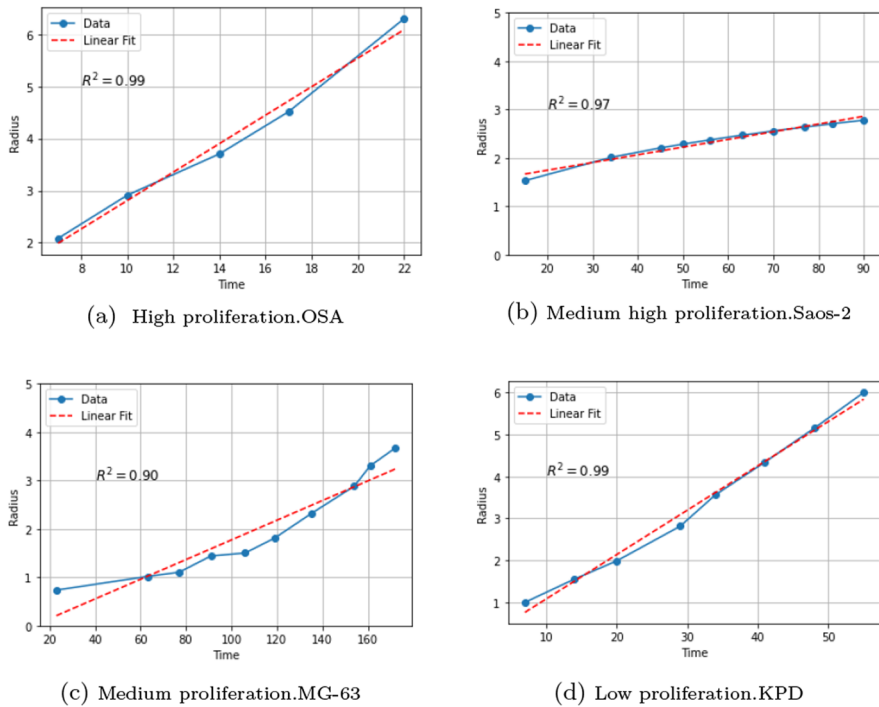 Data
Linear Fit
R² = 0.99
6
5
4
3
2
Radius
8 10 12 14 16 18 20 22
Time
(a) High proliferation.OSA
Data
Linear Fit
R² = 0.97
5
4
3
2
1
0
Radius
20 30 40 50 60 70 80 90
Time
(b) Medium high proliferation.Saos-2
Data
Linear Fit
R² = 0.90
5
4
3
2
1
0
Radius
20 40 60 80 100 120 140 160
Time
(c) Medium proliferation.MG-63
Data
Linear Fit
R² = 0.99
6
5
4
3
2
1
Radius
10 20 30 40 50
Time
(d) Low proliferation.KPD